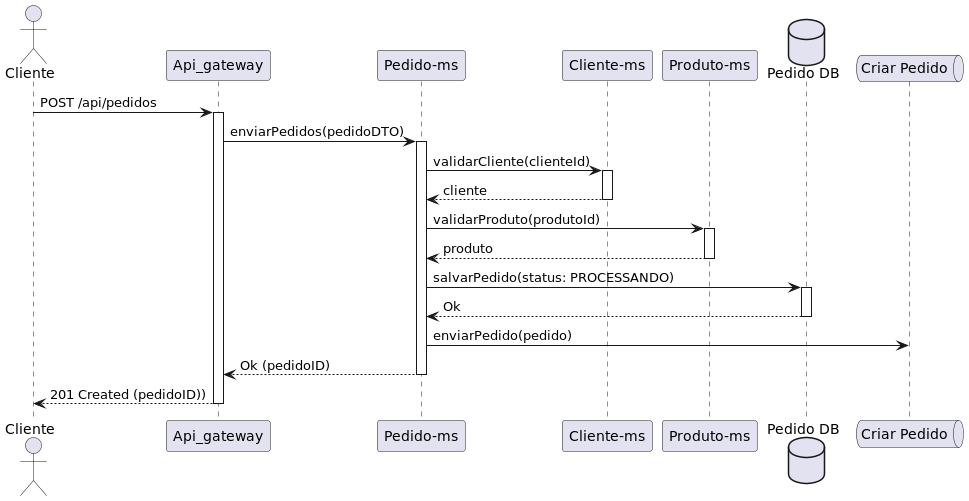 Cliente
Api_gateway
Pedido-ms
Cliente-ms
Produto-ms
Pedido DB
Criar Pedido
POST /api/pedidos
enviarPedidos(pedidoDTO)
validarCliente(clienteId)
cliente
validarProduto(produtoId)
produto
salvarPedido(status: PROCESSANDO)
Ok
enviarPedido(pedido)
Ok (pedidoID)
201 Created (pedidoID))
Cliente
Api_gateway
Pedido-ms
Cliente-ms
Produto-ms
Pedido DB
Criar Pedido